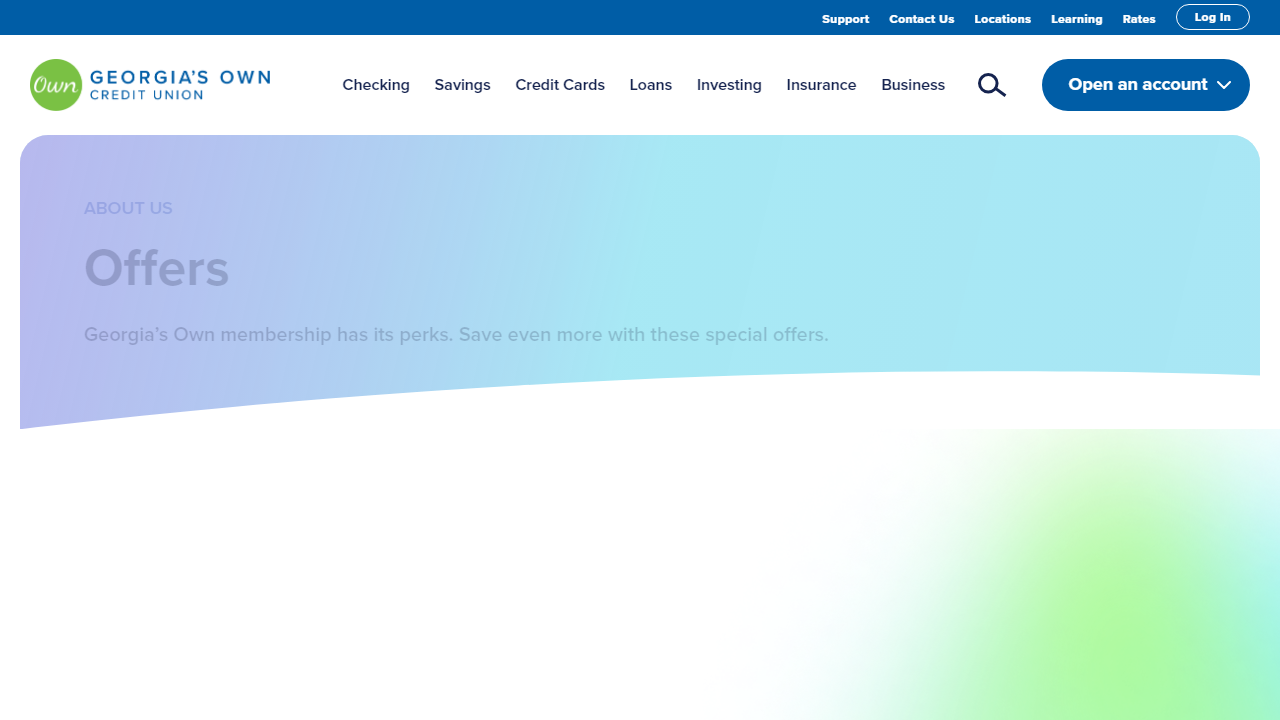 Support Contact Us Locations Learning Rates Log In
Own GEORGIA'S OWN
CREDIT UNION
Checking Savings Credit Cards Loans Investing Insurance Business Open an account
ABOUT US
Offers
Georgia’s Own membership has its perks. Save even more with these special offers.